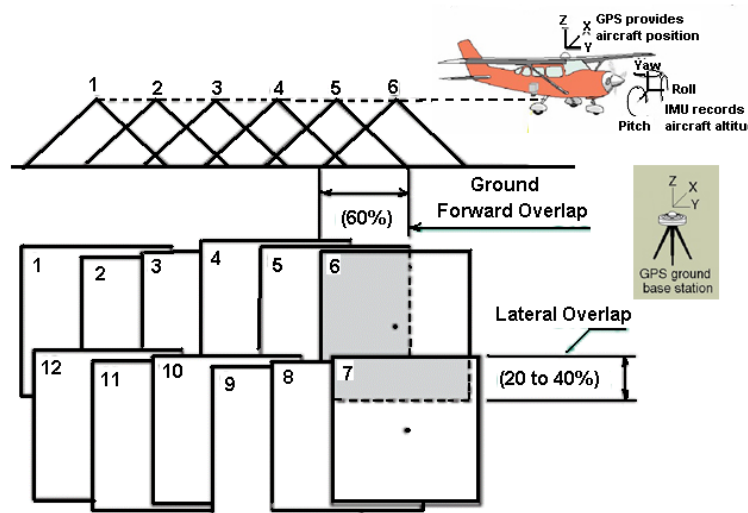 Z
X
Y
GPS provides
aircraft position
Yaw
Roll
IMU records
Pitch
aircraft altitu
1 2 3 4 5 6
Ground
Forward Overlap
(60%)
Z
X
Y
GPS ground
base station
1 2 3 4 5 6
Lateral Overlap
(20 to 40%)
12 11 10 9 8 7